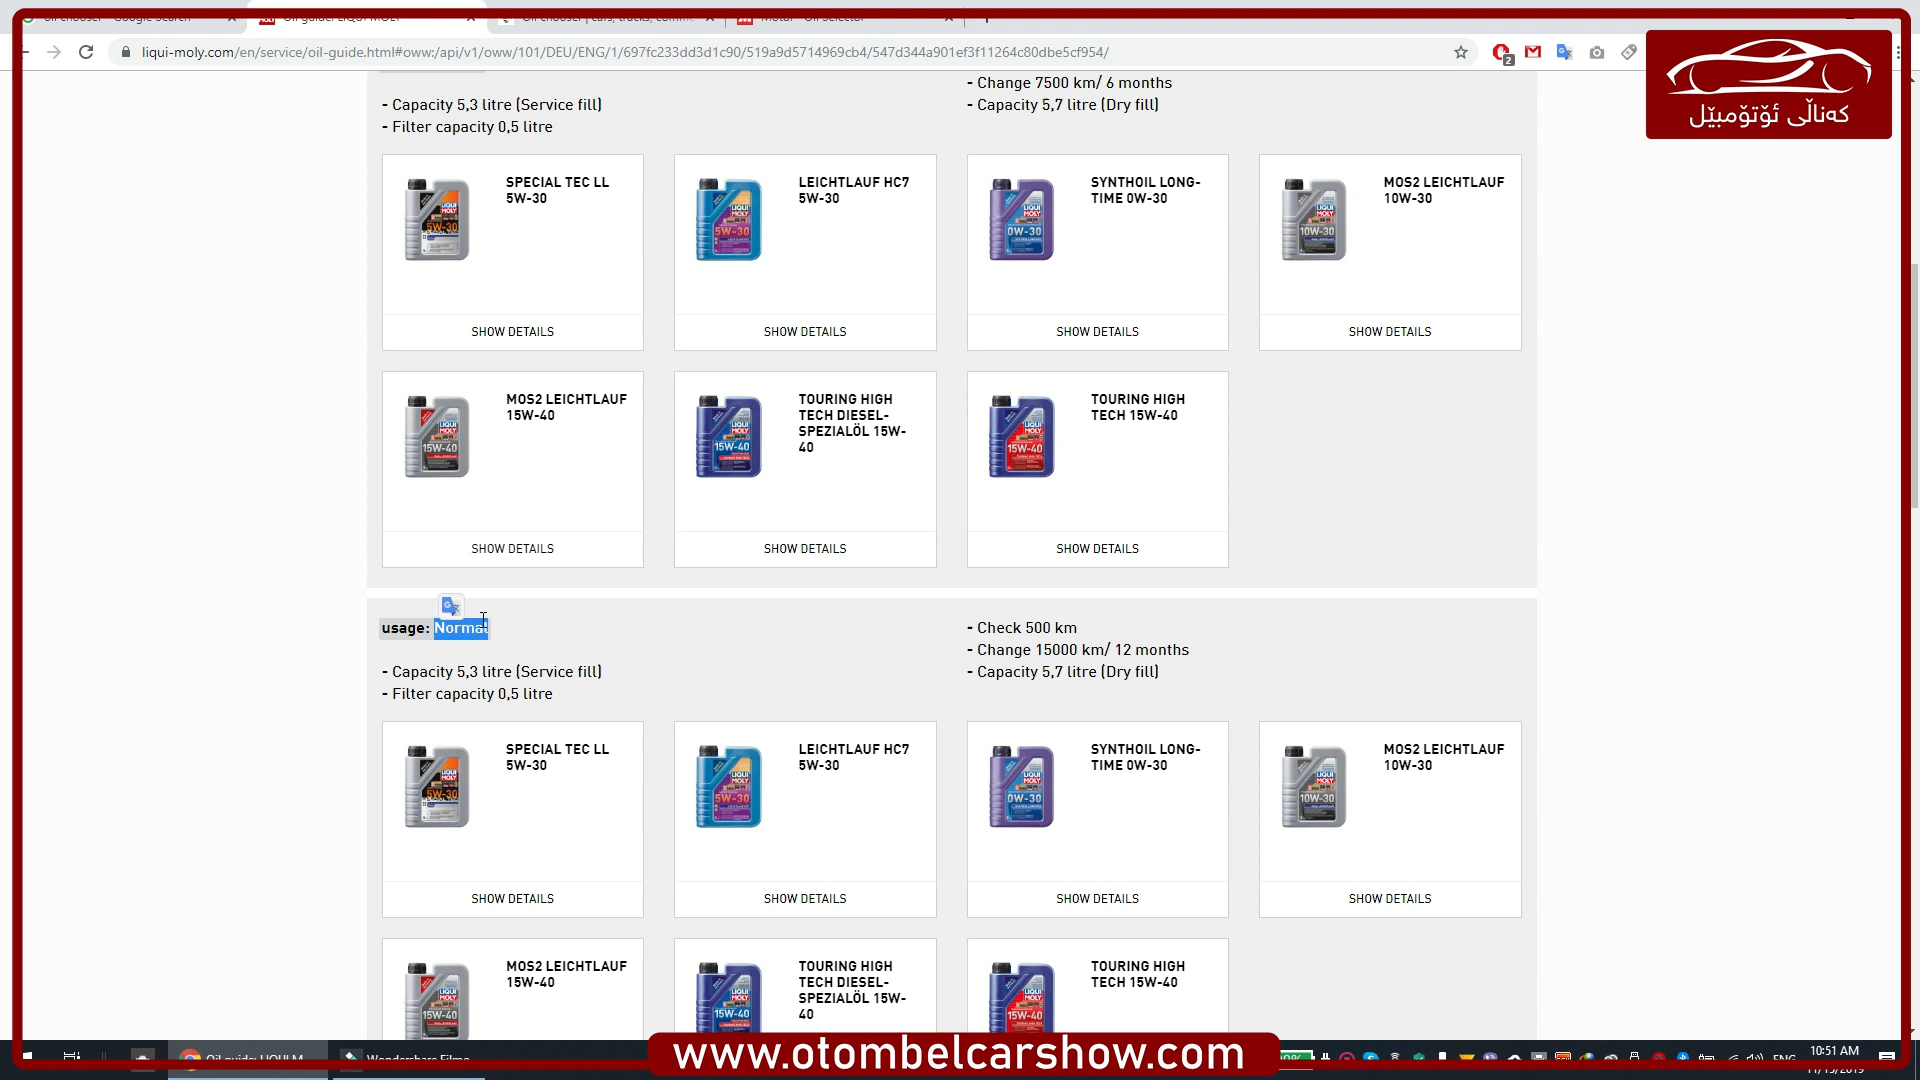 liqui-moly.com/en/service/oil-guide.html#oww:/api/v1/oww/101/DEU/ENG/1/697fc233dd3d1c90/519a9d5714969cb4/547d344a901ef3f11264c80dbe5cf954/
2
کەناڵی ئۆتۆمبێل
- Change 7500 km/ 6 months
- Capacity 5,3 litre (Service fill)
- Capacity 5,7 litre (Dry fill)
- Filter capacity 0,5 litre
SPECIAL TEC LL
5W-30
LEICHTLAUF HC7
5W-30
SYNTHOIL LONG-
TIME 0W-30
MOS2 LEICHTLAUF
10W-30
SHOW DETAILS
SHOW DETAILS
SHOW DETAILS
SHOW DETAILS
MOS2 LEICHTLAUF
15W-40
TOURING HIGH
TECH DIESEL-
SPEZIALÖL 15W-
40
TOURING HIGH
TECH 15W-40
SHOW DETAILS
SHOW DETAILS
SHOW DETAILS
usage: Normal
- Check 500 km
- Change 15000 km/ 12 months
- Capacity 5,3 litre (Service fill)
- Capacity 5,7 litre (Dry fill)
- Filter capacity 0,5 litre
SPECIAL TEC LL
5W-30
LEICHTLAUF HC7
5W-30
SYNTHOIL LONG-
TIME 0W-30
MOS2 LEICHTLAUF
10W-30
SHOW DETAILS
SHOW DETAILS
SHOW DETAILS
SHOW DETAILS
MOS2 LEICHTLAUF
15W-40
TOURING HIGH
TECH DIESEL-
SPEZIALÖL 15W-
40
TOURING HIGH
TECH 15W-40
www.otombelcarshow.com
10:51 AM